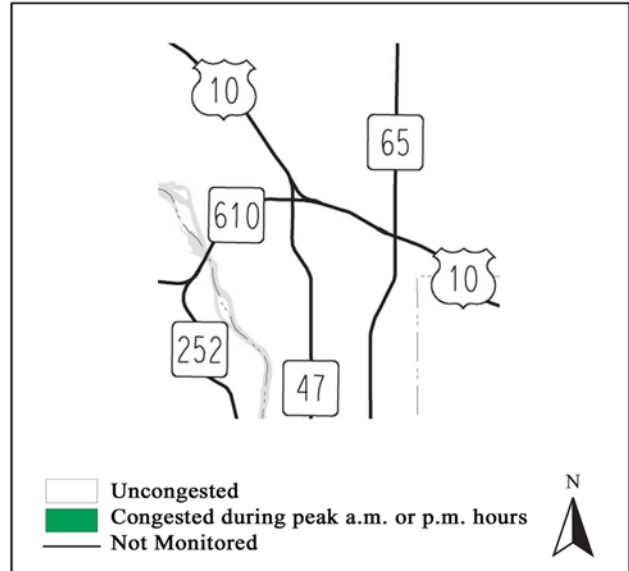 10
65
610
10
252
47
Uncongested
Congested during peak a.m. or p.m. hours
Not Monitored
N